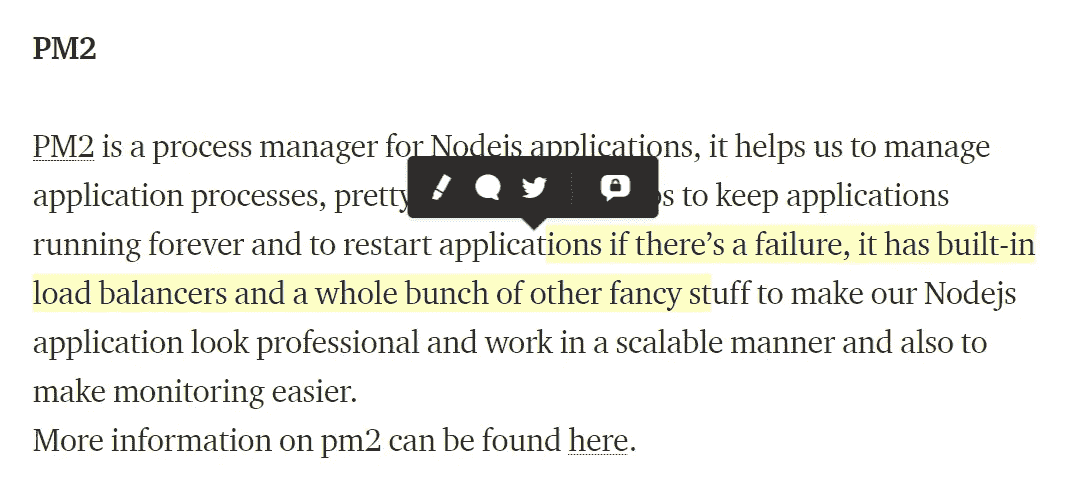 PM2
PM2 is a process manager for Nodejs applications, it helps us to manage
application processes, pretty to keep applications
running forever and to restart applications if there’s a failure, it has built-in
load balancers and a whole bunch of other fancy stuff to make our Nodejs
application look professional and work in a scalable manner and also to
make monitoring easier.
More information on pm2 can be found here.